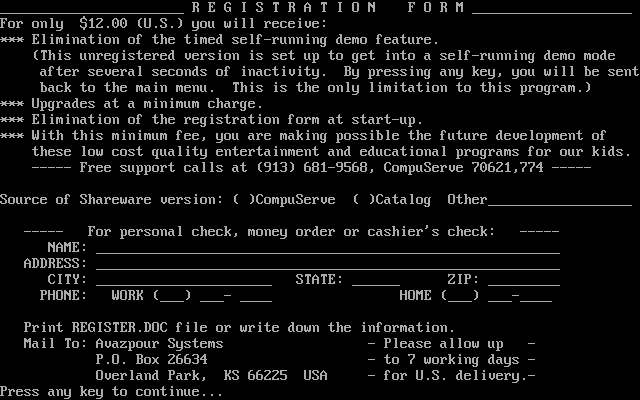 ________________________R E G I S T R A T I O N   F O R M____________________
For only  $12.00 (U.S.) you will receive:
*** Elimination of the timed self-running demo feature.
    (This unregistered version is set up to get into a self-running demo mode
     after several seconds of inactivity.  By pressing any key, you will be sent
     back to the main menu.  This is the only limitation to this program.)
*** Upgrades at a minimum charge.
*** Elimination of the registration form at start-up.
*** With this minimum fee, you are making possible the future development of
    these low cost quality entertainment and educational programs for our kids.
    ----- Free support calls at (913) 681-9568, CompuServe 70621,774 -----
Source of Shareware version: ( )CompuServe  ( )Catalog  Other__________________
   -----   For personal check, money order or cashier's check:   -----
      NAME: __________________________________________________________
   ADDRESS: __________________________________________________________
      CITY: ______________________   STATE: ______      ZIP: _________
     PHONE:   WORK (___) ___- ____                HOME (___) ___-____
   Print REGISTER.DOC file or write down the information.
   Mail To: Avazpour Systems                  - Please allow up   -
            P.O. Box 26634                    - to 7 working days -
            Overland Park,  KS 66225  USA     - for U.S. delivery.-
Press any key to continue...